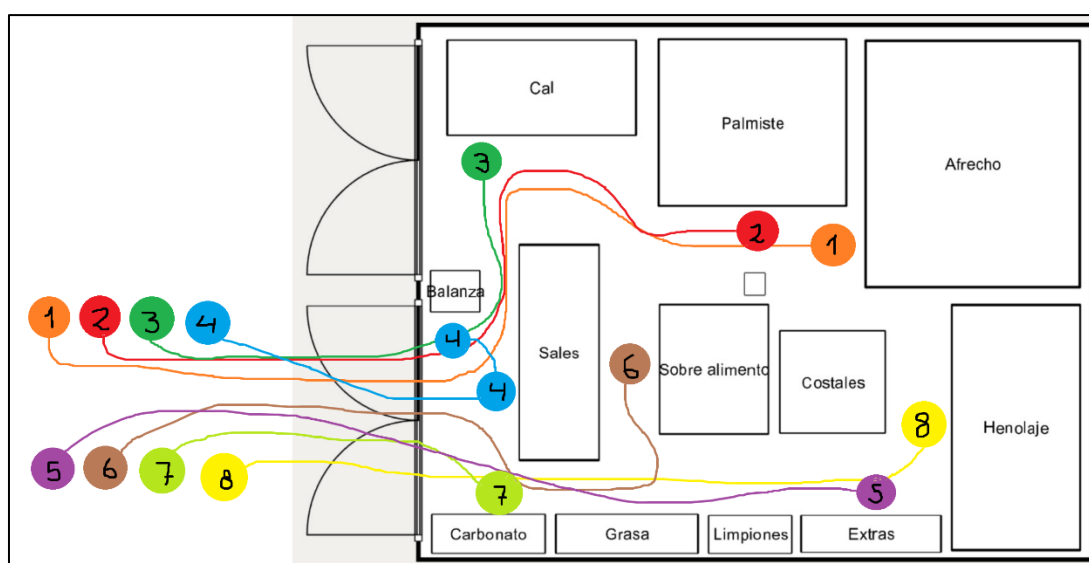 Cal
Palmiste
Afrecho
3
2
1
Balanza
1
2
3
4
4
4
Sales
6
Sobre alimento
Costales
Henolaje
8
5
6
7
8
7
5
Carbonato
Grasa
Limpiones
Extras